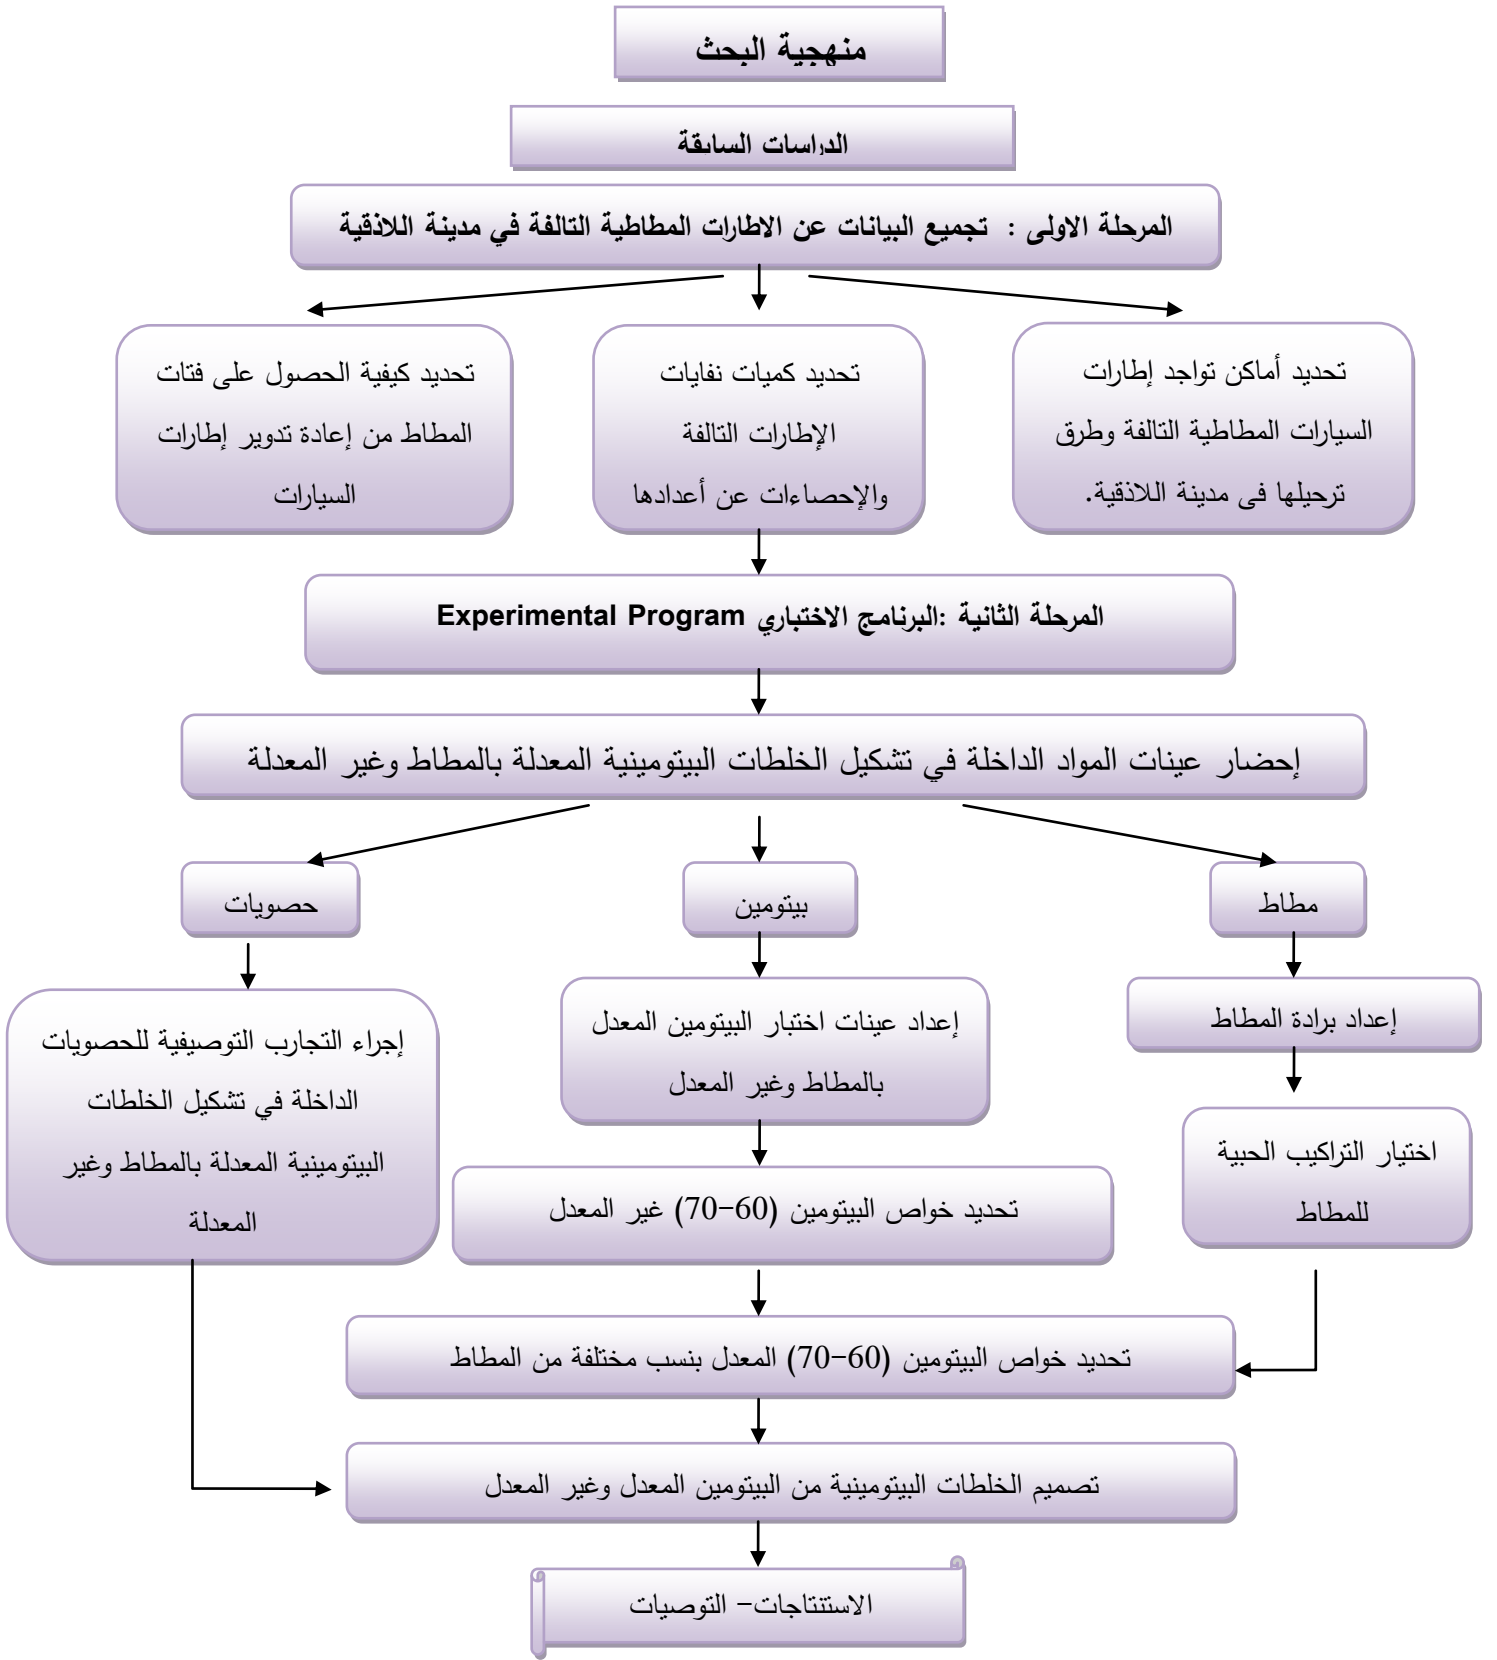 منهجية البحث
الدراسات السابقة
المرحلة الاولى : تجميع البيانات عن الاطارات المطاطية التالفة في مدينة اللاذقية
تحديد أماكن تواجد إطارات
السيارات المطاطية التالفة وطرق
ترحيلها في مدينة اللاذقية.
تحديد كميات نفايات
الإطارات التالفة
والإحصاءات عن أعدادها
تحديد كيفية الحصول على فتات
المطاط من إعادة تدوير إطارات
السيارات
المرحلة الثانية :البرنامج الاختباري Experimental Program
إحضار عينات المواد الداخلة في تشكيل الخلطات البيتومينية المعدلة بالمطاط وغير المعدلة
مطاط
بيتومين
حصويات
إعداد برادة المطاط
إعداد عينات اختبار البيتومين المعدل
بالمطاط وغير المعدل
إجراء التجارب التوصيفية للحصويات
الداخلة في تشكيل الخلطات
البيتومينية المعدلة بالمطاط وغير
المعدلة
اختيار التراكيب الحبية
للمطاط
تحديد خواص البيتومين (60-70) غير المعدل
تحديد خواص البيتومين (60-70) المعدل بنسب مختلفة من المطاط
تصميم الخلطات البيتومينية من البيتومين المعدل وغير المعدل
الاستنتاجات- التوصيات